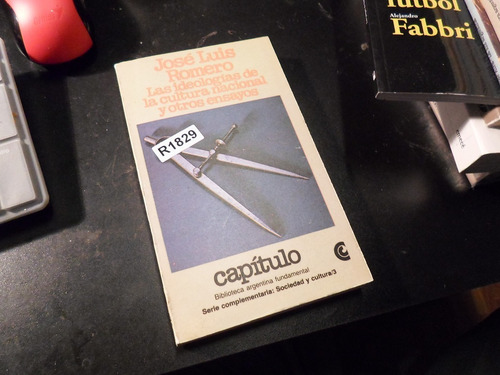 José Luis
Romero
Las ideologías de
la cultura nacional
y otros ensayos
R1829
capítulo
Biblioteca argentina fundamental
Serie complementaria: Sociedad y cultura/3
fútbol
Alejandro
Fabbri